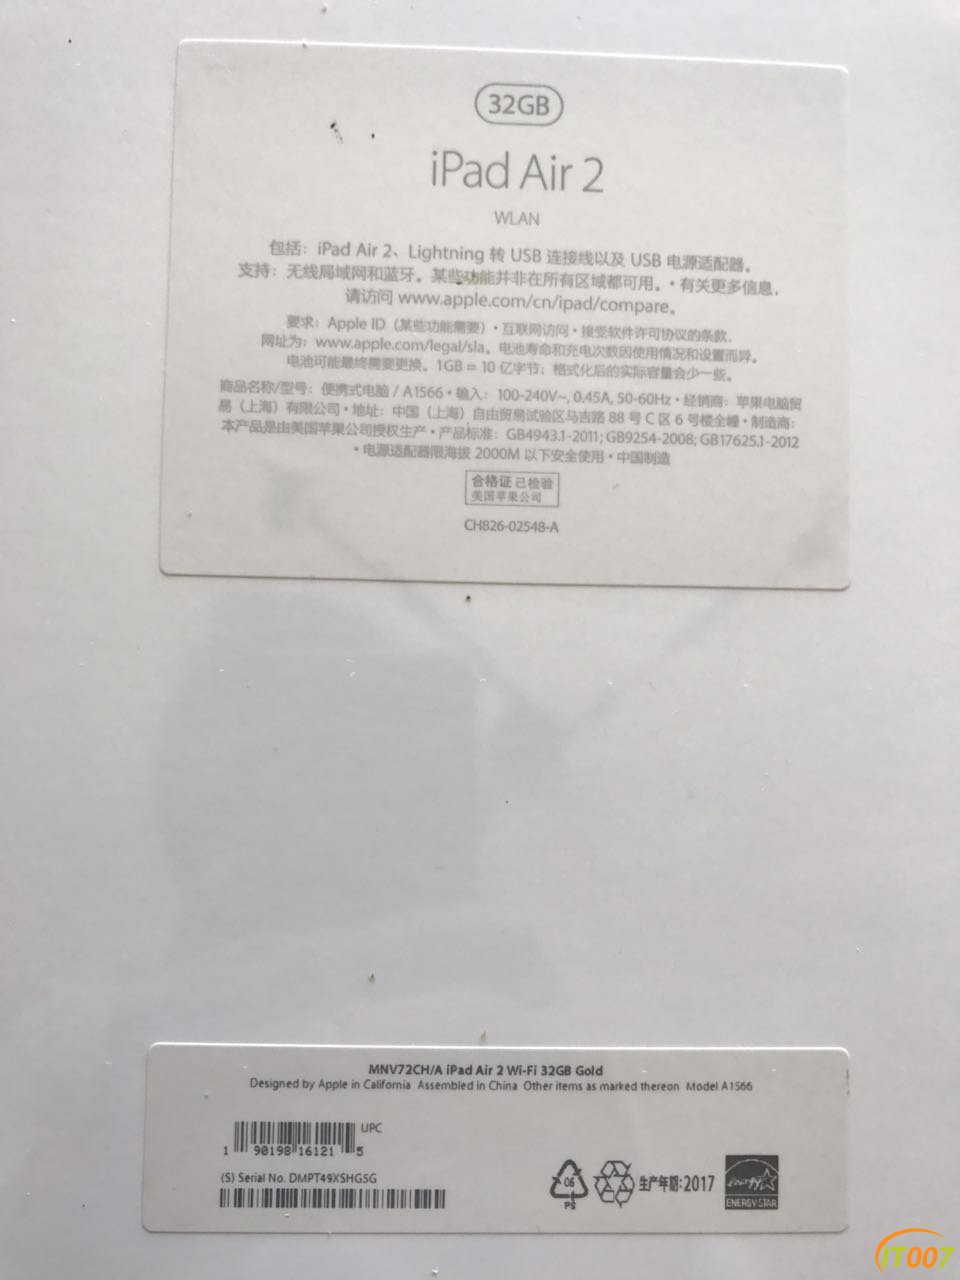 32GB
iPad Air 2
WLAN
包括：iPad Air 2、Lightning 转 USB 连接线以及 USB 电源适配器。
支持：无线局域网和蓝牙。某些功能并非在所有区域都可用。• 有关更多信息，
请访问 www.apple.com/cn/ipad/compare。
要求：Apple ID（某些功能需要）• 互联网访问 • 接受软件许可协议的条款，
网址为：www.apple.com/legal/sla。电池寿命和充电次数因使用情况和设置而异。
电池可能最终需要更换。1GB = 10 亿字节；格式化后的实际容量会少一些。
商品名称/型号：便携式电脑 / A1566 • 输入：100-240V~, 0.45A, 50-60Hz • 经销商：苹果电脑贸
易（上海）有限公司 • 地址：中国（上海）自由贸易试验区马吉路 88 号 C 区 6 号楼全幢 • 制造商：
本产品是由美国苹果公司授权生产 • 产品标准：GB4943.1-2011; GB9254-2008; GB17625.1-2012
• 电源适配器限海拔 2000M 以下安全使用 • 中国制造
合格证 已检验
美国苹果公司
CH826-02548-A
MNV72CH/A iPad Air 2 Wi-Fi 32GB Gold
Designed by Apple in California Assembled in China Other items as marked thereon Model A1566
UPC
1 90198 16121 5
(S) Serial No. DMPT49XSHG5G
06
PS
生产年期：2017
energy
ENERGY STAR
iT007